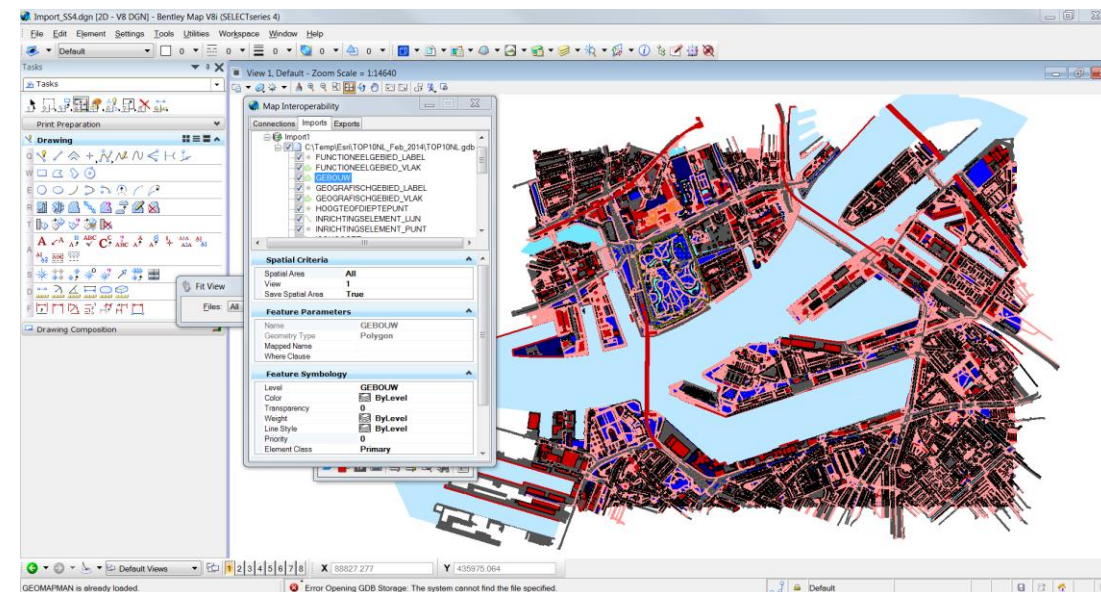 Import_SS4.dgn [2D - V8 DGN] - Bentley Map V8i (SELECTseries 4)
File Edit Element Settings Tools Utilities Workspace Window Help
Default 0 0 0 0 0
Tasks
View 1, Default - Zoom Scale = 1:14640
Tasks
Map Interoperability
Connections Imports Exports
Print Preparation
Import1
Drawing
C:\Temp\Esri\TOP10NL_Feb_2014\TOP10NL.gdb
FUNCTIONEELGEBIED_LABEL
FUNCTIONEELGEBIED_VLAK
GEBOUW
GEOGRAFISCHGEBIED_LABEL
GEOGRAFISCHGEBIED_VLAK
HOOGTEOFDIEPTEPUNT
INRICHTINGSELEMENT_LIJN
INRICHTINGSELEMENT_PUNT
Spatial Criteria
Spatial Area All
View 1
Save Spatial Area True
Fit View
Files: All
Feature Parameters
Name GEBOUW
Geometry Type Polygon
Mapped Name
Where Clause
Drawing Composition
Feature Symbology
Level GEBOUW
Color ByLevel
Transparency 0
Weight ByLevel
Line Style ByLevel
Priority 0
Element Class Primary
Default Views 1 2 3 4 5 6 7 8 X 88827.277 Y 435975.064
GEOMAPMAN is already loaded. Error Opening GDB Storage: The system cannot find the file specified. Default